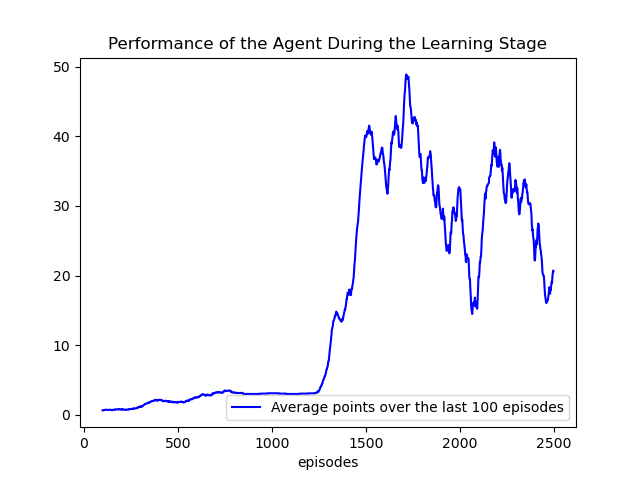 Performance of the Agent During the Learning Stage
50
40
30
20
10
0
Average points over the last 100 episodes
0 500 1000 1500 2000 2500
episodes